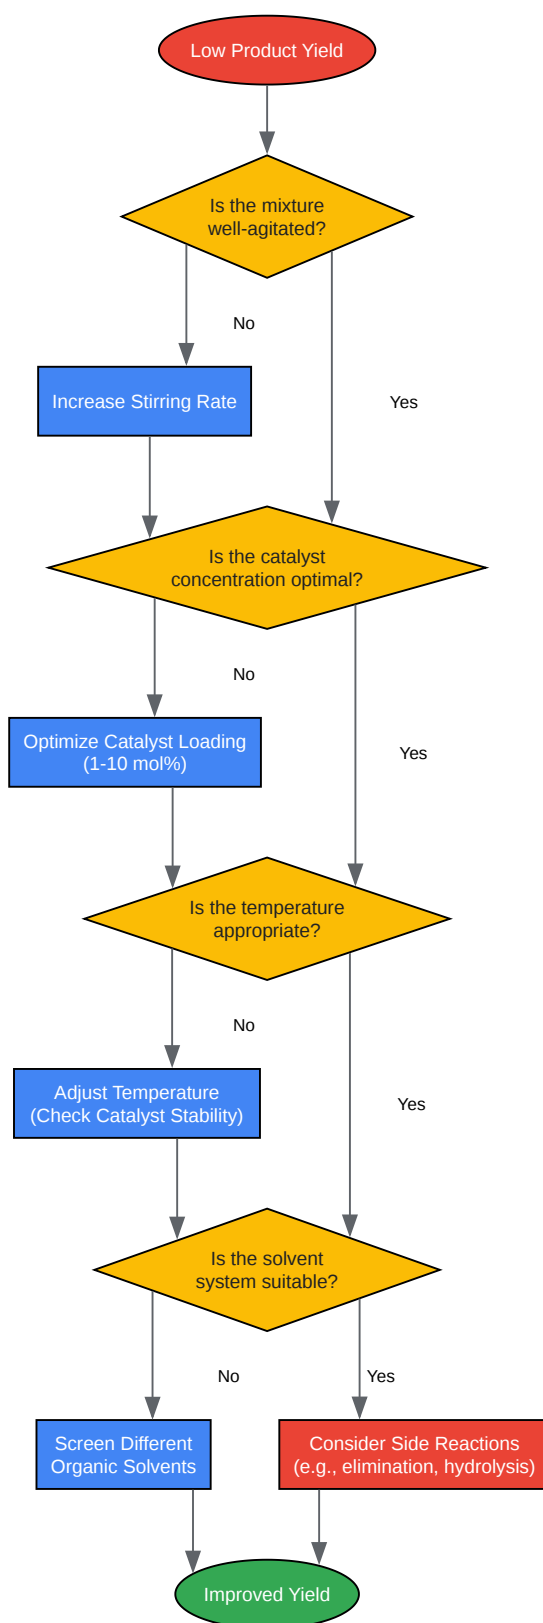 Low Product Yield
Is the mixture
well-agitated?
No
Increase Stirring Rate
Yes
Is the catalyst
concentration optimal?
No
Optimize Catalyst Loading
(1-10 mol%)
Yes
Is the temperature
appropriate?
No
Adjust Temperature
(Check Catalyst Stability)
Yes
Is the solvent
system suitable?
No
Yes
Screen Different
Organic Solvents
Consider Side Reactions
(e.g., elimination, hydrolysis)
Improved Yield